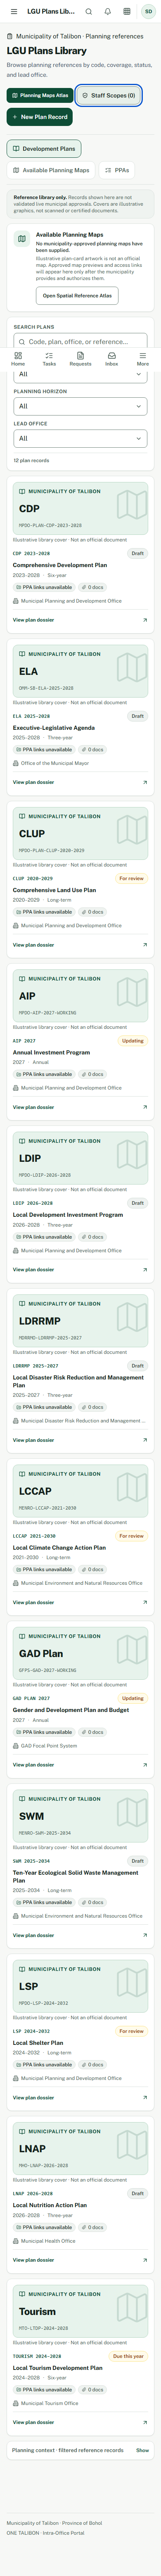 LGU Plans Lib...
SD
Municipality of Talibon · Planning references
LGU Plans Library
Browse planning records by code, coverage, status,
and lead office.
Planning Maps Atlas
Staff Scopes (0)
New Plan Record
Development Plans
Available Planning Maps
PPAs
Reference library only. Records shown here are not
validated for municipal approvals. Covers are illustrative
graphics, not scanned or certified documents.
Available Planning Maps
No municipality-approved planning maps have
been supplied.
Illustrative plan-card artwork is not an official
map. Approved map previews and access links
will appear here only after the municipality
provides and authorizes them.
Open Spatial Reference Atlas
SEARCH PLANS
Code, plan, office, or reference...
Home
Tasks
Requests
Inbox
More
All
PLANNING HORIZON
All
LEAD OFFICE
All
12 plan records
MUNICIPALITY OF TALIBON
CDP
MPDO-PLAN-CDP-2023-2028
Illustrative library cover · Not an official document
CDP 2023-2028
Draft
Comprehensive Development Plan
2023–2028 · Six-year
PPA links unavailable
0 docs
Municipal Planning and Development Office
View plan dossier
MUNICIPALITY OF TALIBON
ELA
OMM-SB-ELA-2025-2028
Illustrative library cover · Not an official document
ELA 2025-2028
Draft
Executive-Legislative Agenda
2025–2028 · Three-year
PPA links unavailable
0 docs
Office of the Municipal Mayor
View plan dossier
MUNICIPALITY OF TALIBON
CLUP
MPDO-PLAN-CLUP-2020-2029
Illustrative library cover · Not an official document
CLUP 2020-2029
For review
Comprehensive Land Use Plan
2020–2029 · Long-term
PPA links unavailable
0 docs
Municipal Planning and Development Office
View plan dossier
MUNICIPALITY OF TALIBON
AIP
MPDO-AIP-2027-WORKING
Illustrative library cover · Not an official document
AIP 2027
Updating
Annual Investment Program
2027 · Annual
PPA links unavailable
0 docs
Municipal Planning and Development Office
View plan dossier
MUNICIPALITY OF TALIBON
LDIP
MPDO-LDIP-2026-2028
Illustrative library cover · Not an official document
LDIP 2026-2028
Draft
Local Development Investment Program
2026–2028 · Three-year
PPA links unavailable
0 docs
Municipal Planning and Development Office
View plan dossier
MUNICIPALITY OF TALIBON
LDRRMP
MDRRMO-LDRRMP-2025-2027
Illustrative library cover · Not an official document
LDRRMP 2025-2027
Draft
Local Disaster Risk Reduction and Management
Plan
2025–2027 · Three-year
PPA links unavailable
0 docs
Municipal Disaster Risk Reduction and Management ...
View plan dossier
MUNICIPALITY OF TALIBON
LCCAP
MENRO-LCCAP-2021-2030
Illustrative library cover · Not an official document
LCCAP 2021-2030
For review
Local Climate Change Action Plan
2021–2030 · Long-term
PPA links unavailable
0 docs
Municipal Environment and Natural Resources Office
View plan dossier
MUNICIPALITY OF TALIBON
GAD Plan
GFPS-GAD-2027-WORKING
Illustrative library cover · Not an official document
GAD PLAN 2027
Updating
Gender and Development Plan and Budget
2027 · Annual
PPA links unavailable
0 docs
GAD Focal Point System
View plan dossier
MUNICIPALITY OF TALIBON
SWM
MENRO-SWM-2025-2034
Illustrative library cover · Not an official document
SWM 2025-2034
Draft
Ten-Year Ecological Solid Waste Management
Plan
2025–2034 · Long-term
PPA links unavailable
0 docs
Municipal Environment and Natural Resources Office
View plan dossier
MUNICIPALITY OF TALIBON
LSP
MPDO-LSP-2024-2032
Illustrative library cover · Not an official document
LSP 2024-2032
For review
Local Shelter Plan
2024–2032 · Long-term
PPA links unavailable
0 docs
Municipal Planning and Development Office
View plan dossier
MUNICIPALITY OF TALIBON
LNAP
MHO-LNAP-2026-2028
Illustrative library cover · Not an official document
LNAP 2026-2028
Draft
Local Nutrition Action Plan
2026–2028 · Three-year
PPA links unavailable
0 docs
Municipal Health Office
View plan dossier
MUNICIPALITY OF TALIBON
Tourism
MTO-LTDP-2024-2028
Illustrative library cover · Not an official document
TOURISM 2024-2028
Due this year
Local Tourism Development Plan
2024–2028 · Six-year
PPA links unavailable
0 docs
Municipal Tourism Office
View plan dossier
Planning context · filtered reference records
Show
Municipality of Talibon · Province of Bohol
ONE TALIBON · Intra-Office Portal